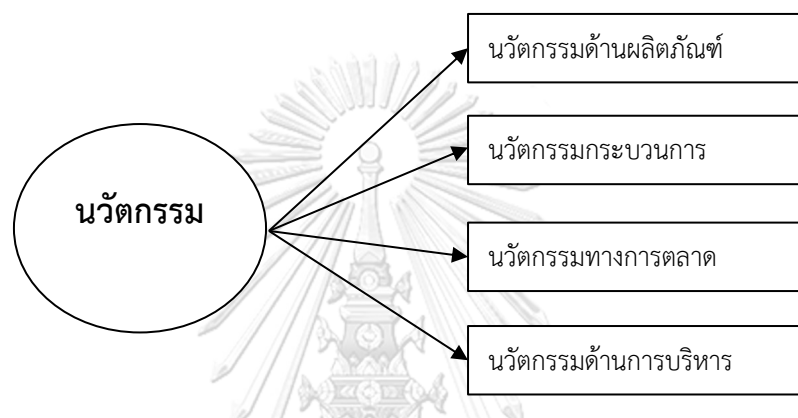 นวัตกรรม
นวัตกรรมด้านผลิตภัณฑ์
นวัตกรรมกระบวนการ
นวัตกรรมทางการตลาด
นวัตกรรมด้านการบริหาร